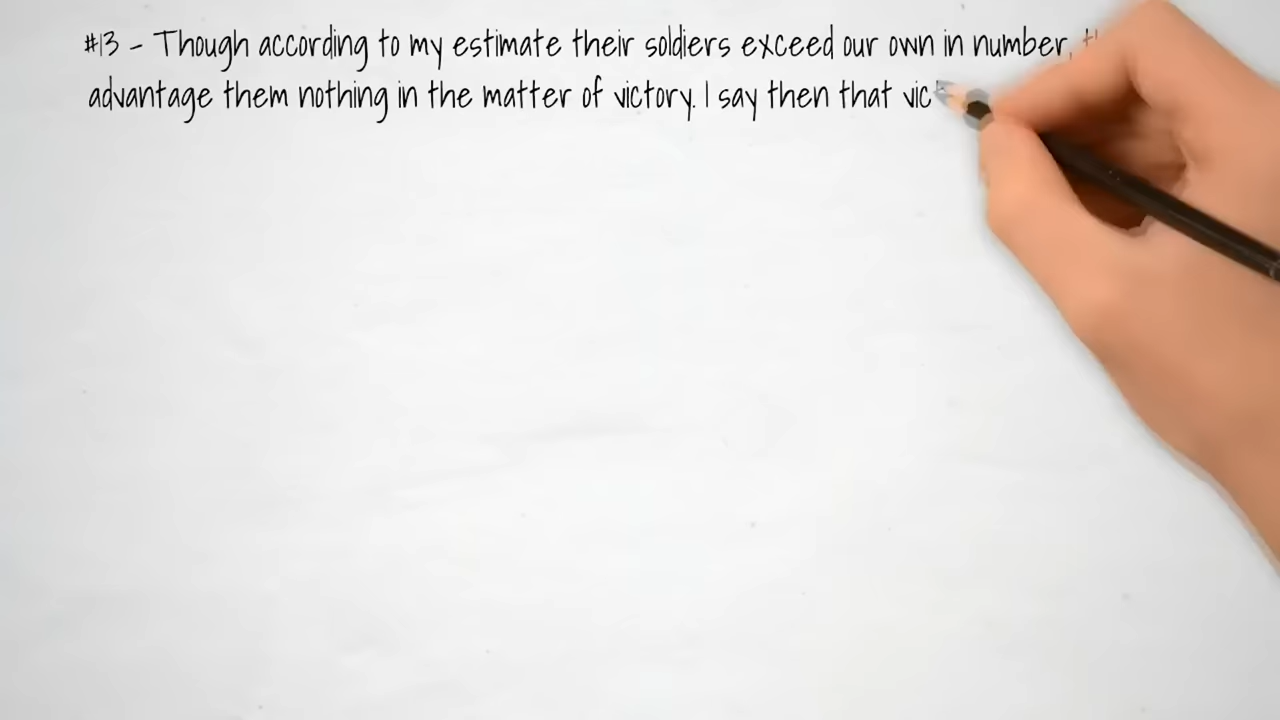 #13 - Though according to my estimate their soldiers exceed our own in number,
advantage them nothing in the matter of victory. I say then that